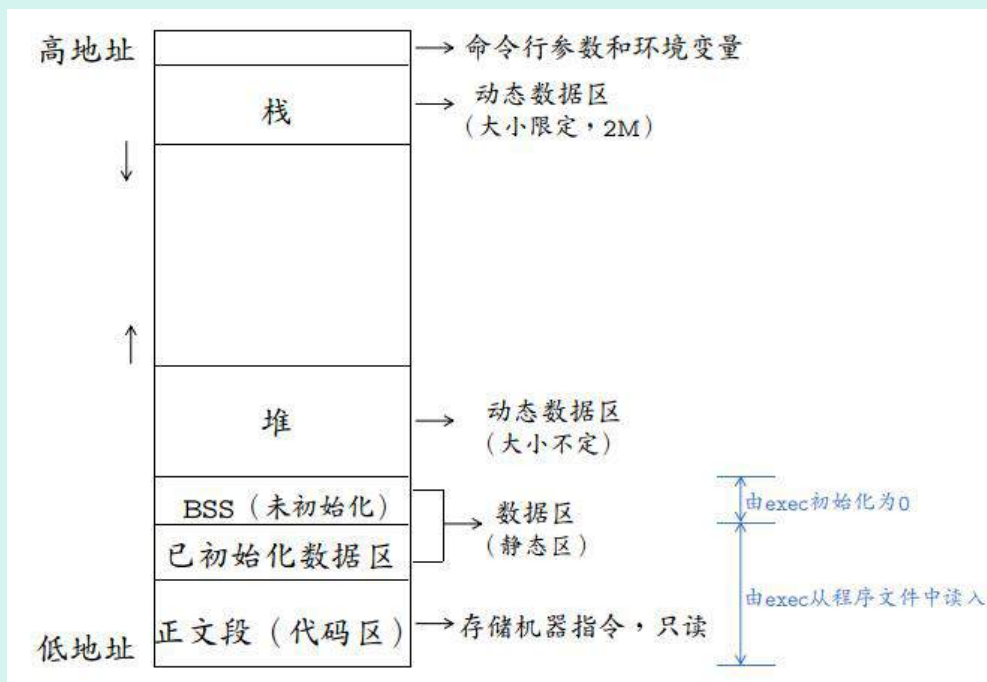 高地址
命令行参数和环境变量
栈
动态数据区
(大小限定，2M)
堆
动态数据区
(大小不定)
BSS (未初始化)
数据区
(静态区)
由exec初始化为0
已初始化数据区
由exec从程序文件中读入
正文段 (代码区)
存储机器指令，只读
低地址